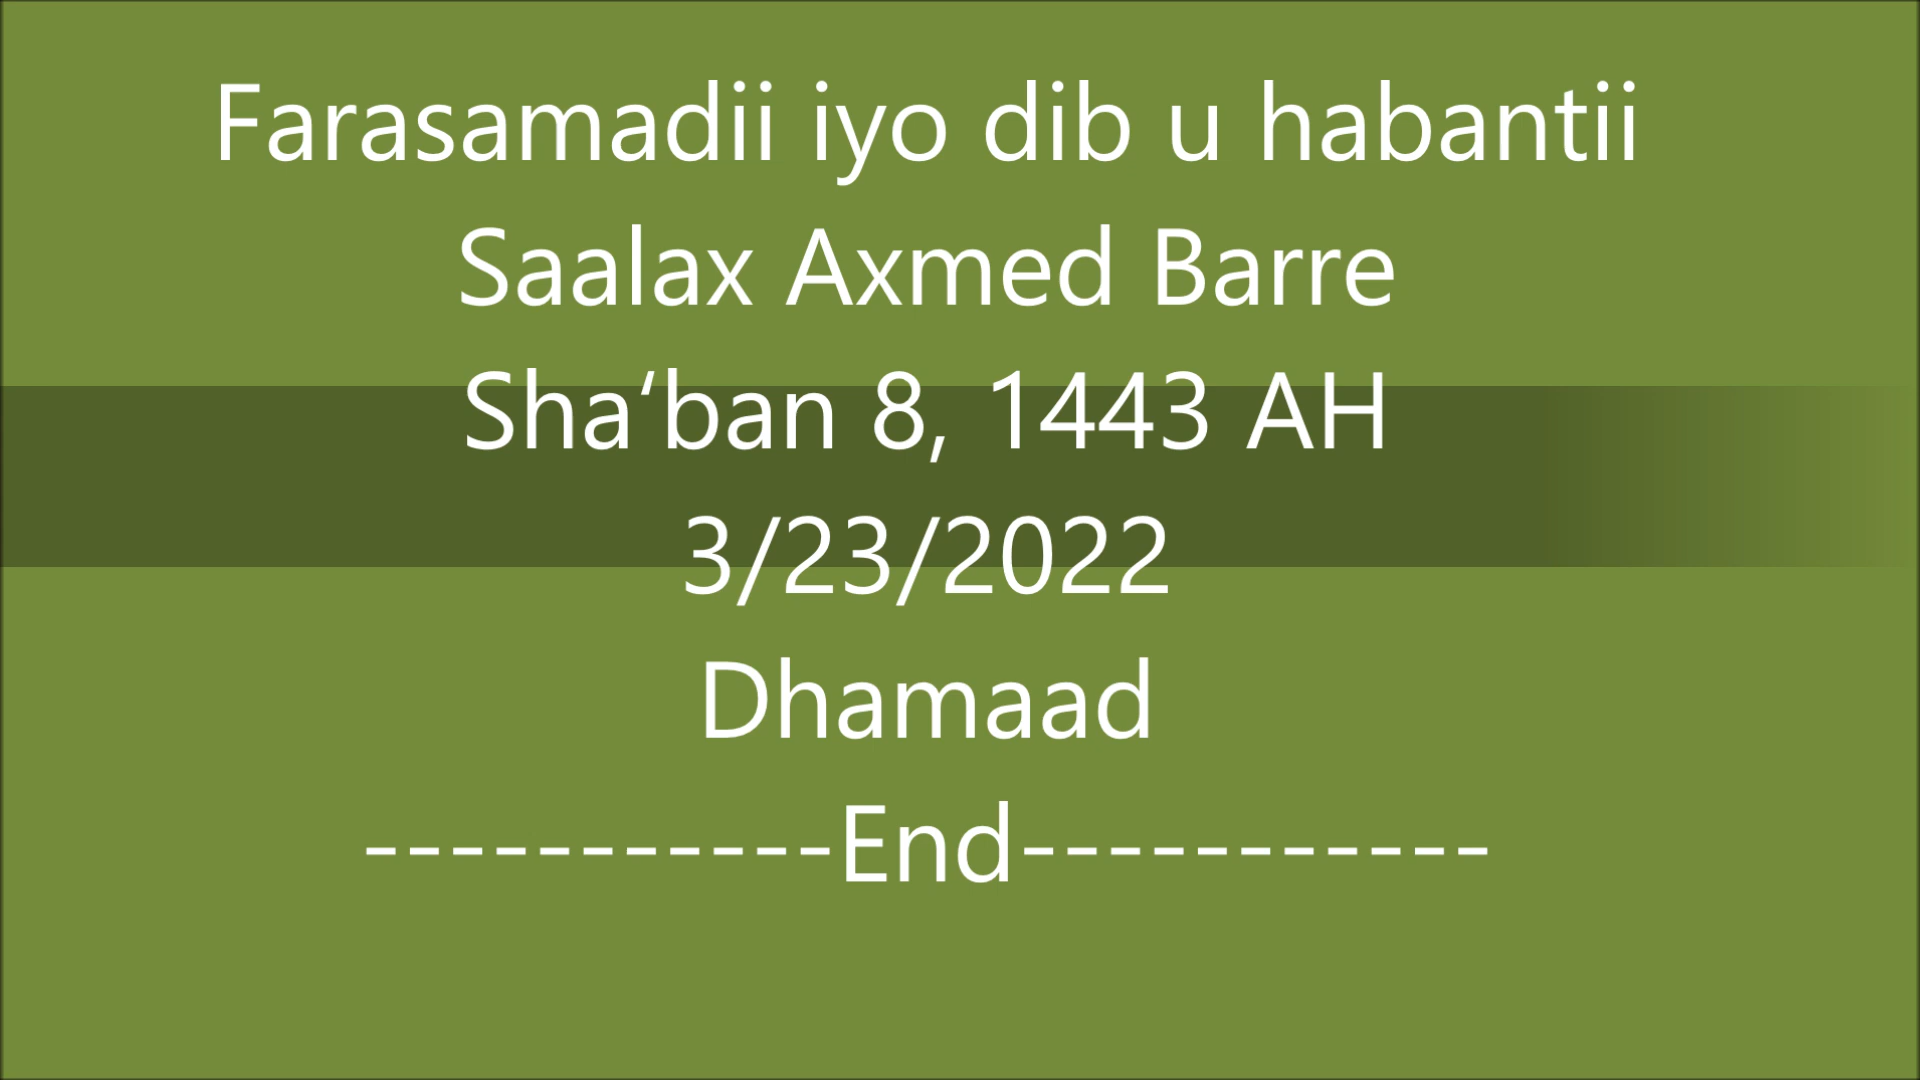 Farasamadii iyo dib u habantii
Saalax Axmed Barre
Sha‘ban 8, 1443 AH
3/23/2022
Dhamaad
-----------End-----------